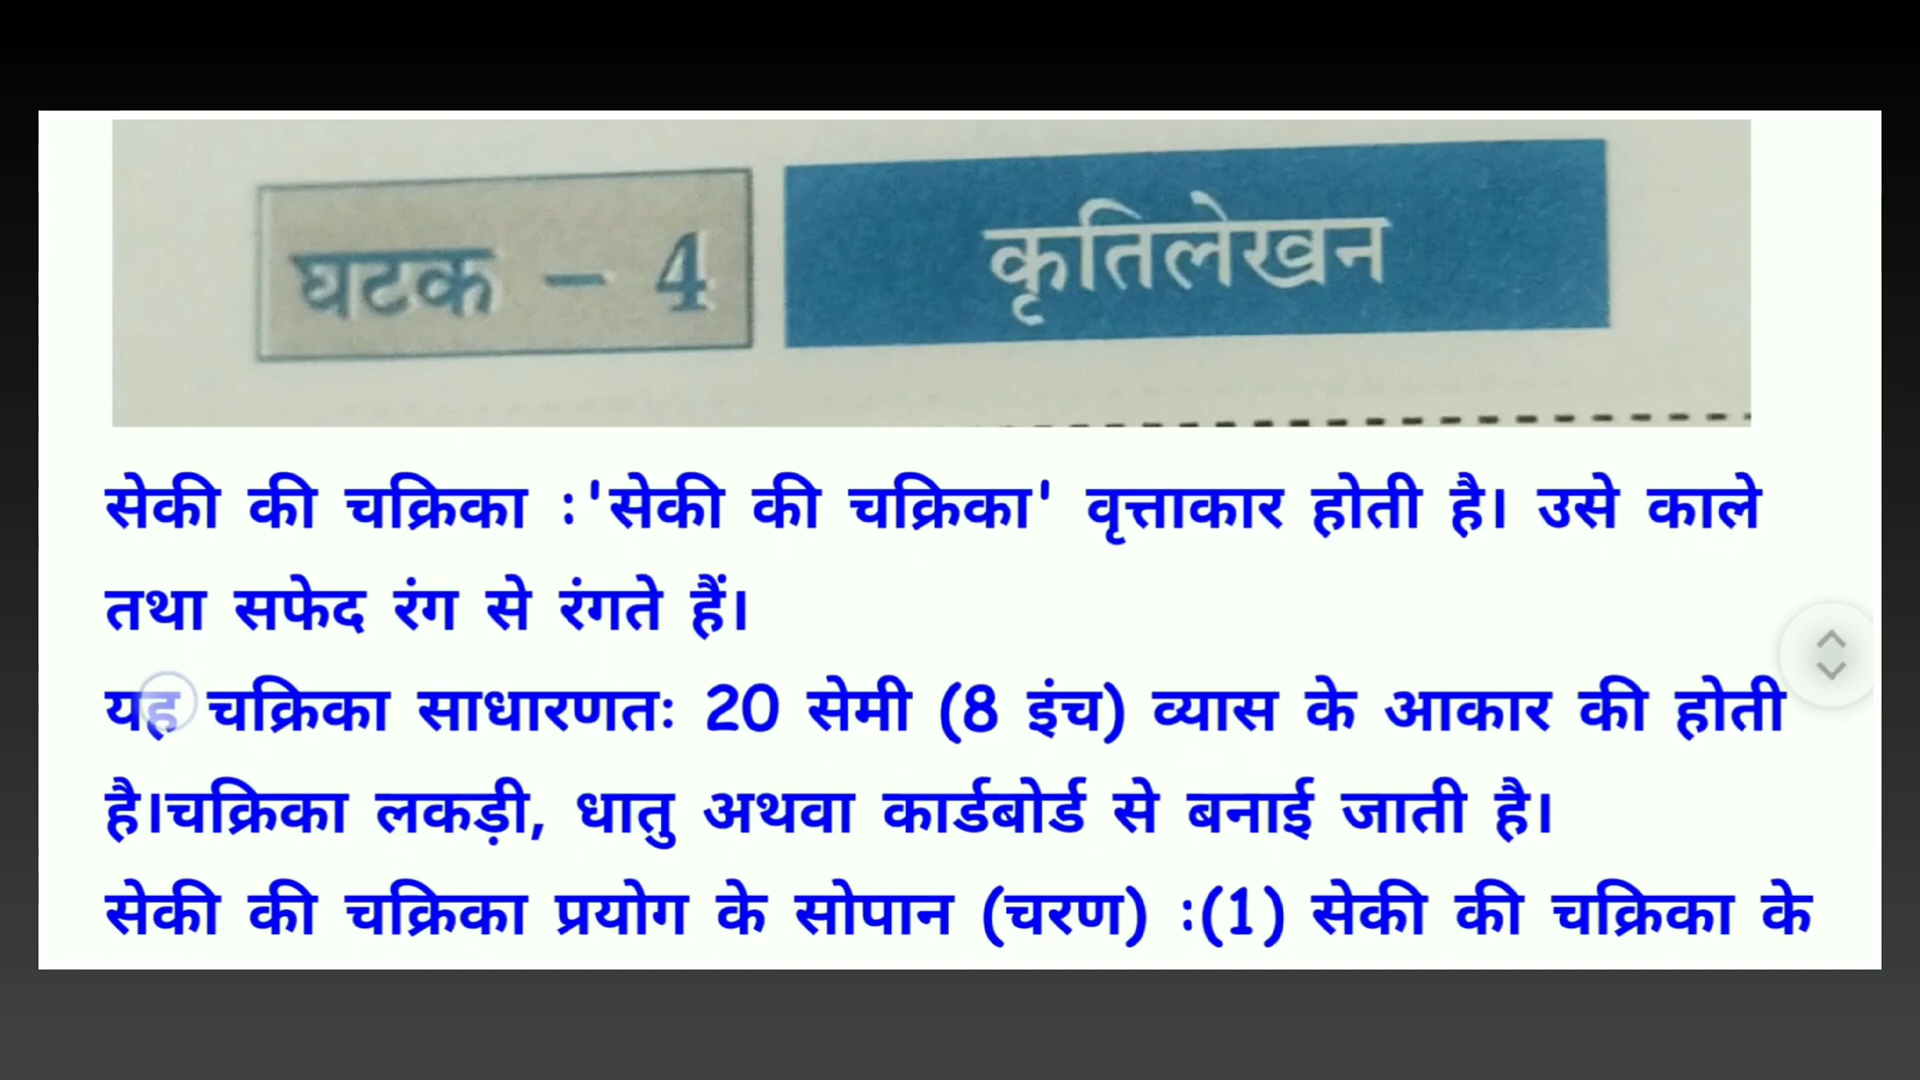 घटक – 4
कृतिलेखन
सेकी की चक्रिका :'सेकी की चक्रिका' वृत्ताकार होती है। उसे काले
तथा सफेद रंग से रंगते हैं।
यह चक्रिका साधारणतः 20 सेमी (8 इंच) व्यास के आकार की होती
है।चक्रिका लकड़ी, धातु अथवा कार्डबोर्ड से बनाई जाती है।
सेकी की चक्रिका प्रयोग के सोपान (चरण) :(1) सेकी की चक्रिका के